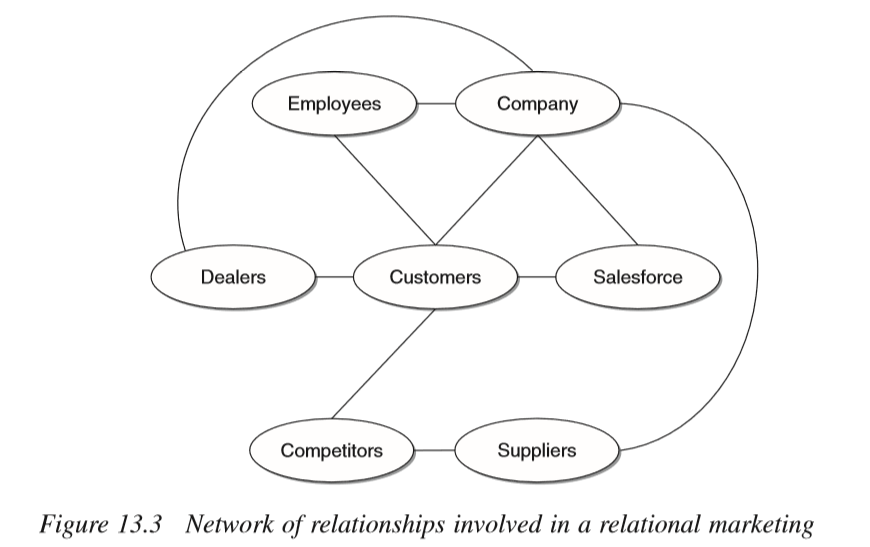 Employees
Company
Dealers
Customers
Salesforce
Competitors
Suppliers
Figure 13.3 Network of relationships involved in a relational marketing